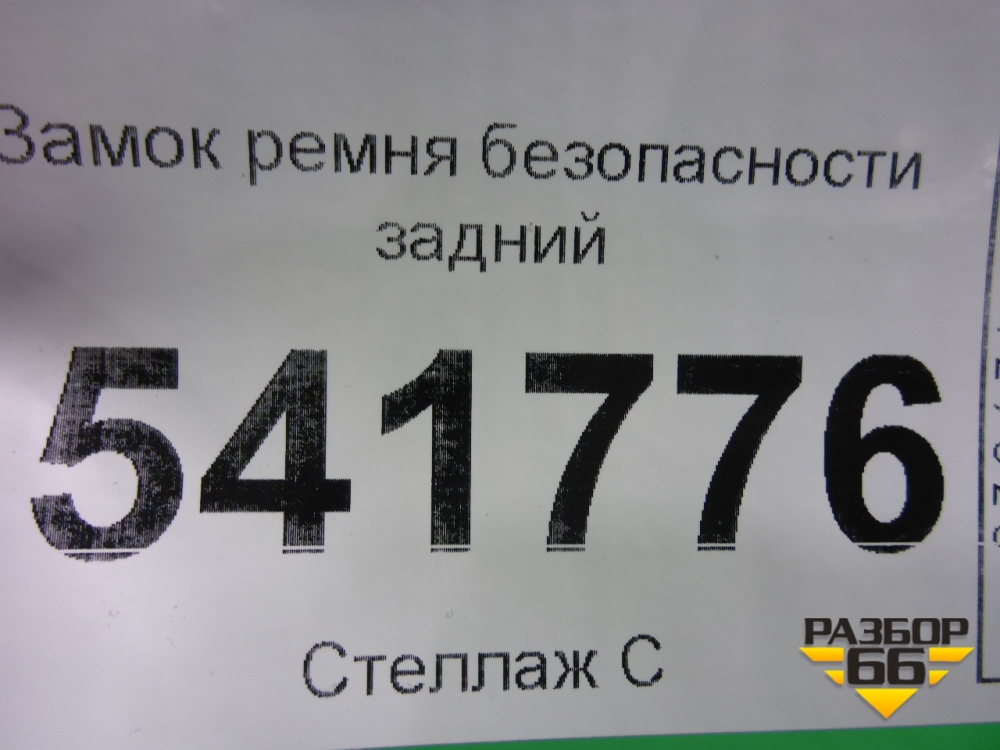 Замок ремня безопасности
задний
541776
Стеллаж С
РАЗБОР
66